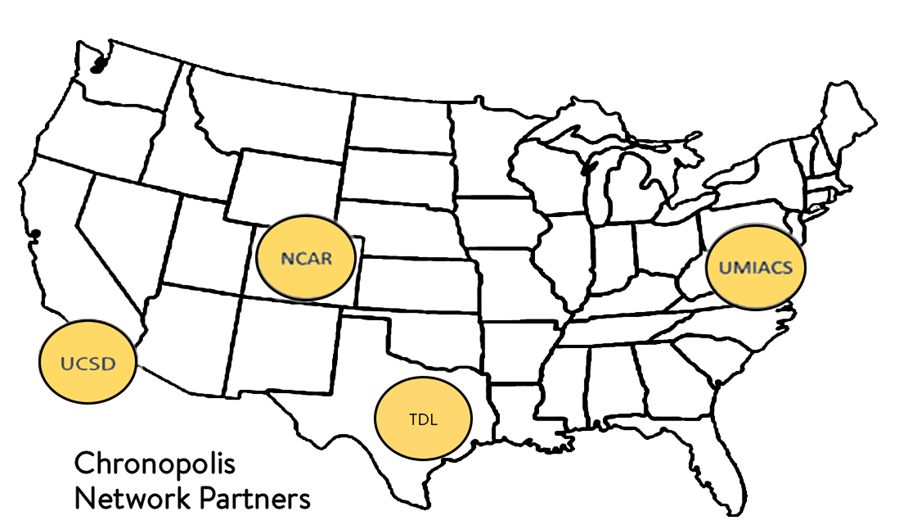 NCAR
UMIACS
UCSD
TDL
Chronopolis
Network Partners